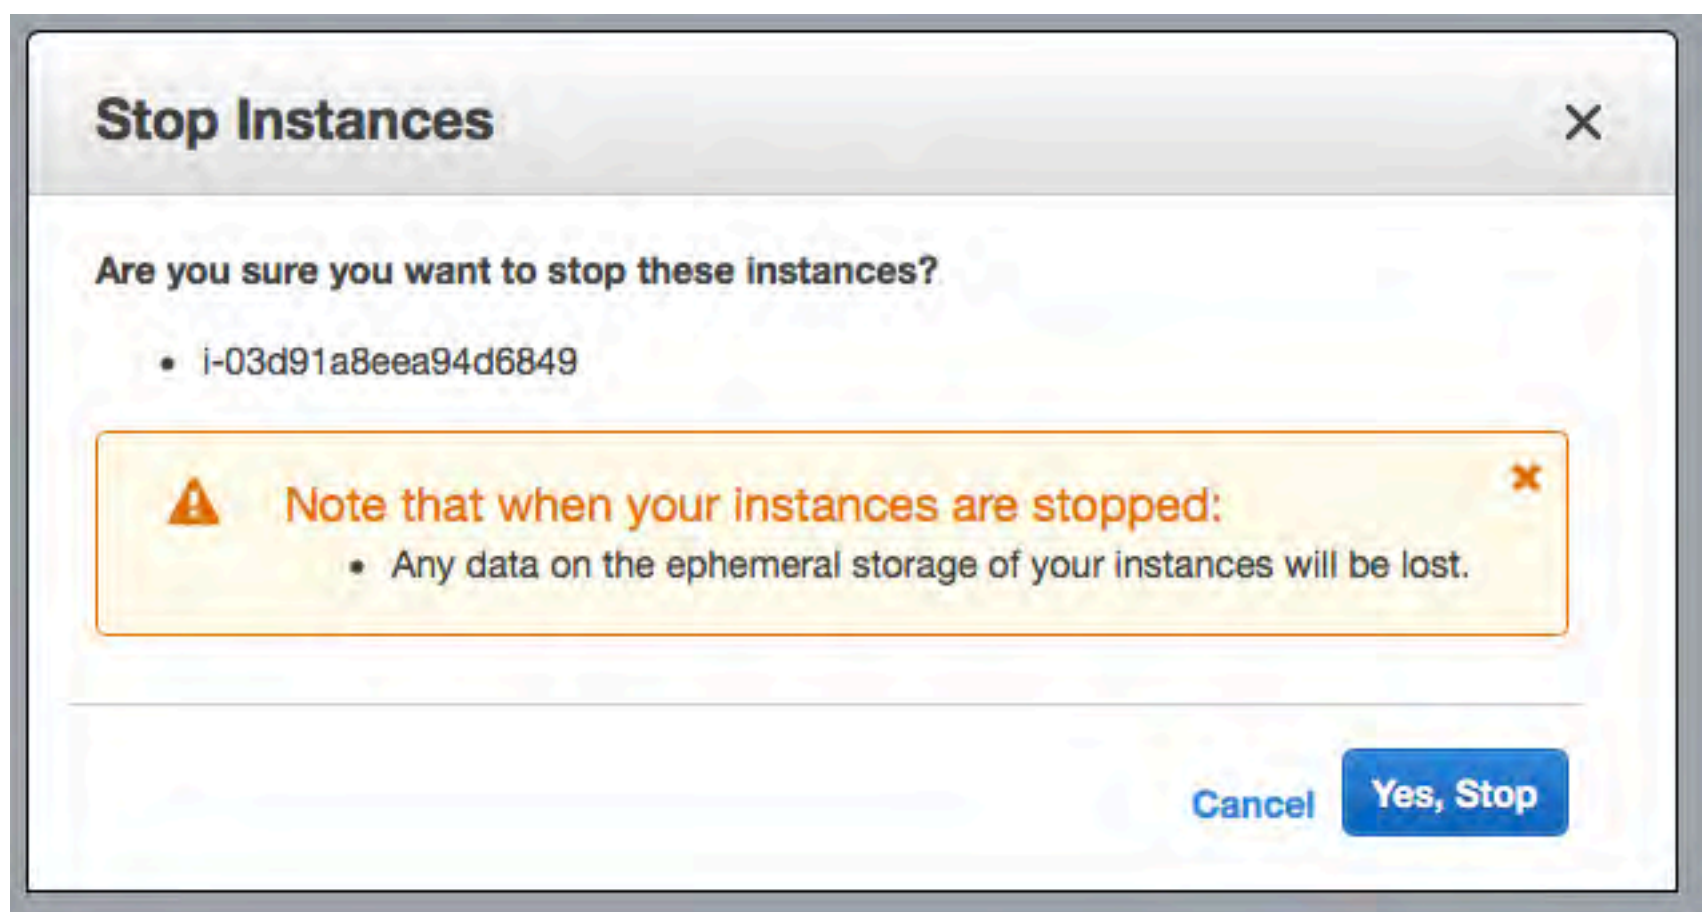 Stop Instances
Are you sure you want to stop these instances?
• i-03d91a8eea94d6849
Note that when your instances are stopped:
• Any data on the ephemeral storage of your instances will be lost.
Cancel
Yes, Stop